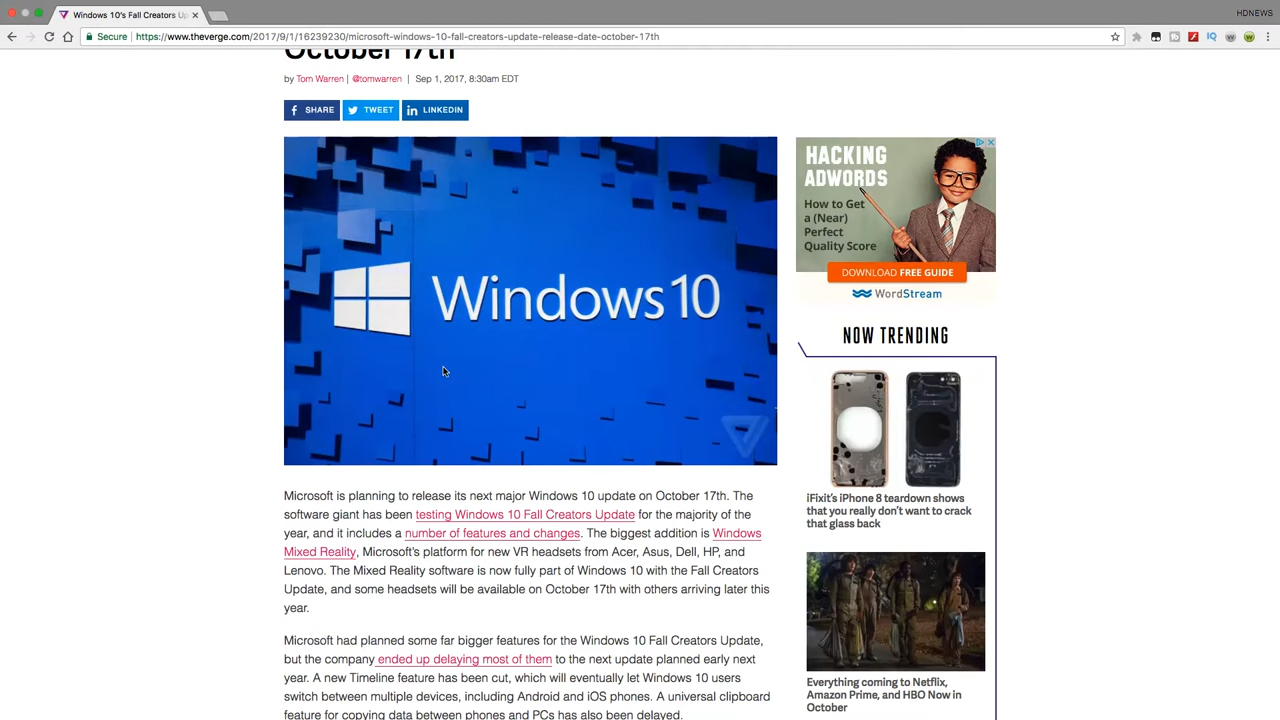 Windows 10's Fall Creators Up
HDNEWS
Secure
https://www.theverge.com/2017/9/1/16239230/microsoft-windows-10-fall-creators-update-release-date-october-17th
October 17th
by Tom Warren | @tomwarren | Sep 1, 2017, 8:30am EDT
SHARE
TWEET
LINKEDIN
Windows 10
Microsoft is planning to release its next major Windows 10 update on October 17th. The
software giant has been testing Windows 10 Fall Creators Update for the majority of the
year, and it includes a number of features and changes. The biggest addition is Windows
Mixed Reality, Microsoft's platform for new VR headsets from Acer, Asus, Dell, HP, and
Lenovo. The Mixed Reality software is now fully part of Windows 10 with the Fall Creators
Update, and some headsets will be available on October 17th with others arriving later this
year.
Microsoft had planned some far bigger features for the Windows 10 Fall Creators Update,
but the company ended up delaying most of them to the next update planned early next
year. A new Timeline feature has been cut, which will eventually let Windows 10 users
switch between multiple devices, including Android and iOS phones. A universal clipboard
feature for copying data between phones and PCs has also been delayed.
HACKING
ADWORDS
How to Get
a (Near)
Perfect
Quality Score
DOWNLOAD FREE GUIDE
WordStream
NOW TRENDING
iFixit's iPhone 8 teardown shows
that you really don't want to crack
that glass back
Everything coming to Netflix,
Amazon Prime, and HBO Now in
October